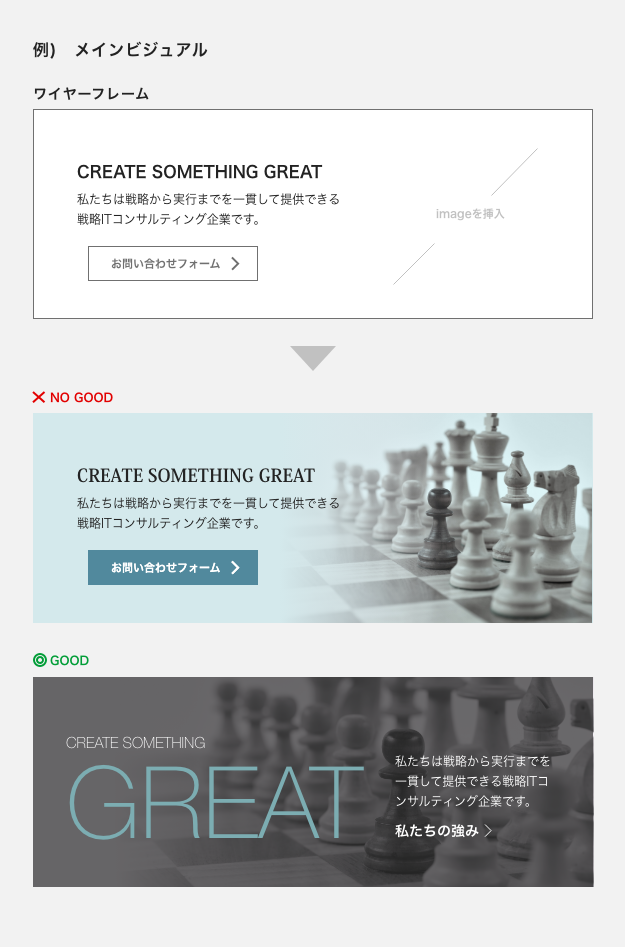 例)　メインビジュアル
ワイヤーフレーム
CREATE SOMETHING GREAT
私たちは戦略から実行までを一貫して提供できる
戦略ITコンサルティング企業です。
お問い合わせフォーム
imageを挿入
NO GOOD
CREATE SOMETHING GREAT
私たちは戦略から実行までを一貫して提供できる
戦略ITコンサルティング企業です。
お問い合わせフォーム
GOOD
CREATE SOMETHING
GREAT
私たちは戦略から実行までを
一貫して提供できる戦略ITコ
ンサルティング企業です。
私たちの強み